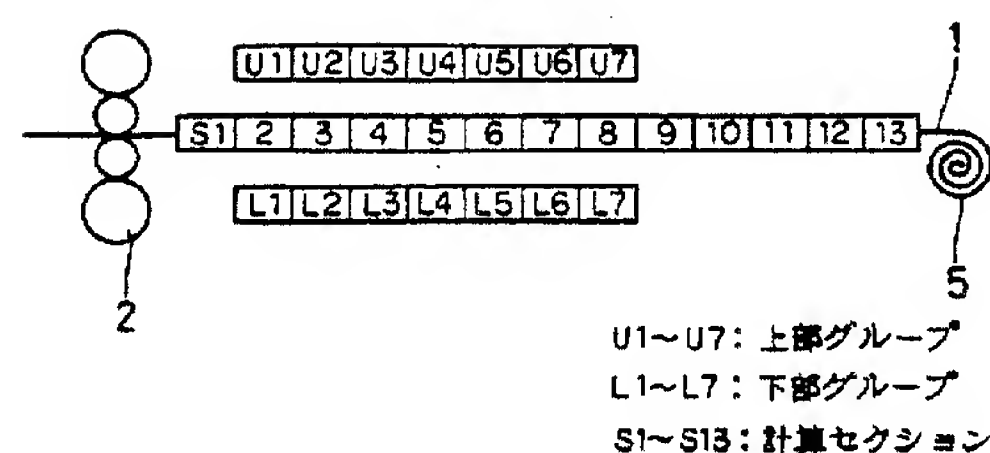 1
U1 U2 U3 U4 U5 U6 U7
S1 2 3 4 5 6 7 8 9 10 11 12 13
L1 L2 L3 L4 L5 L6 L7
2
5
U1~U7: 上部グループ
L1~L7: 下部グループ
S1~S13: 計算セクション